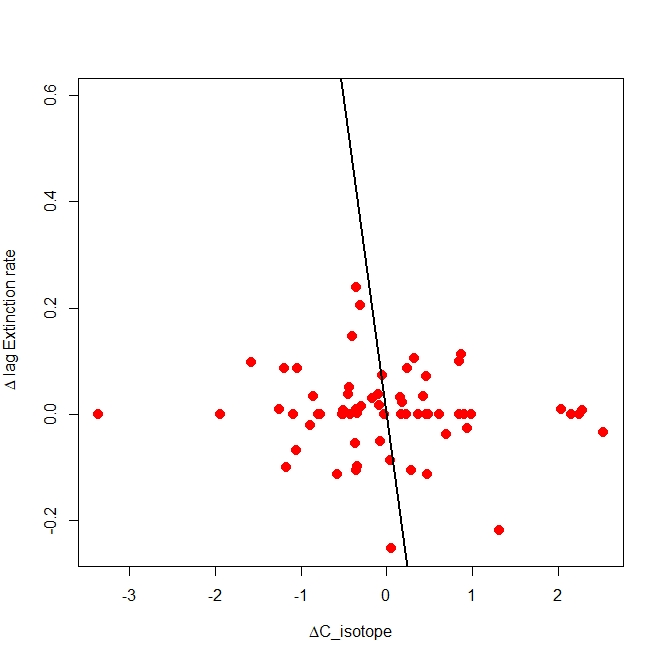 0.6
0.4
0.2
0.0
-0.2
Δ lag Extinction rate
-3 -2 -1 0 1 2
ΔC_isotope